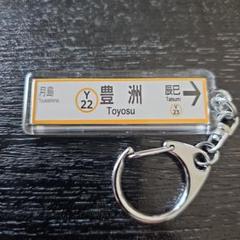 月島
Tsukishima
Y
22
豊洲
Toyosu
辰巳
Tatsumi
Y
23